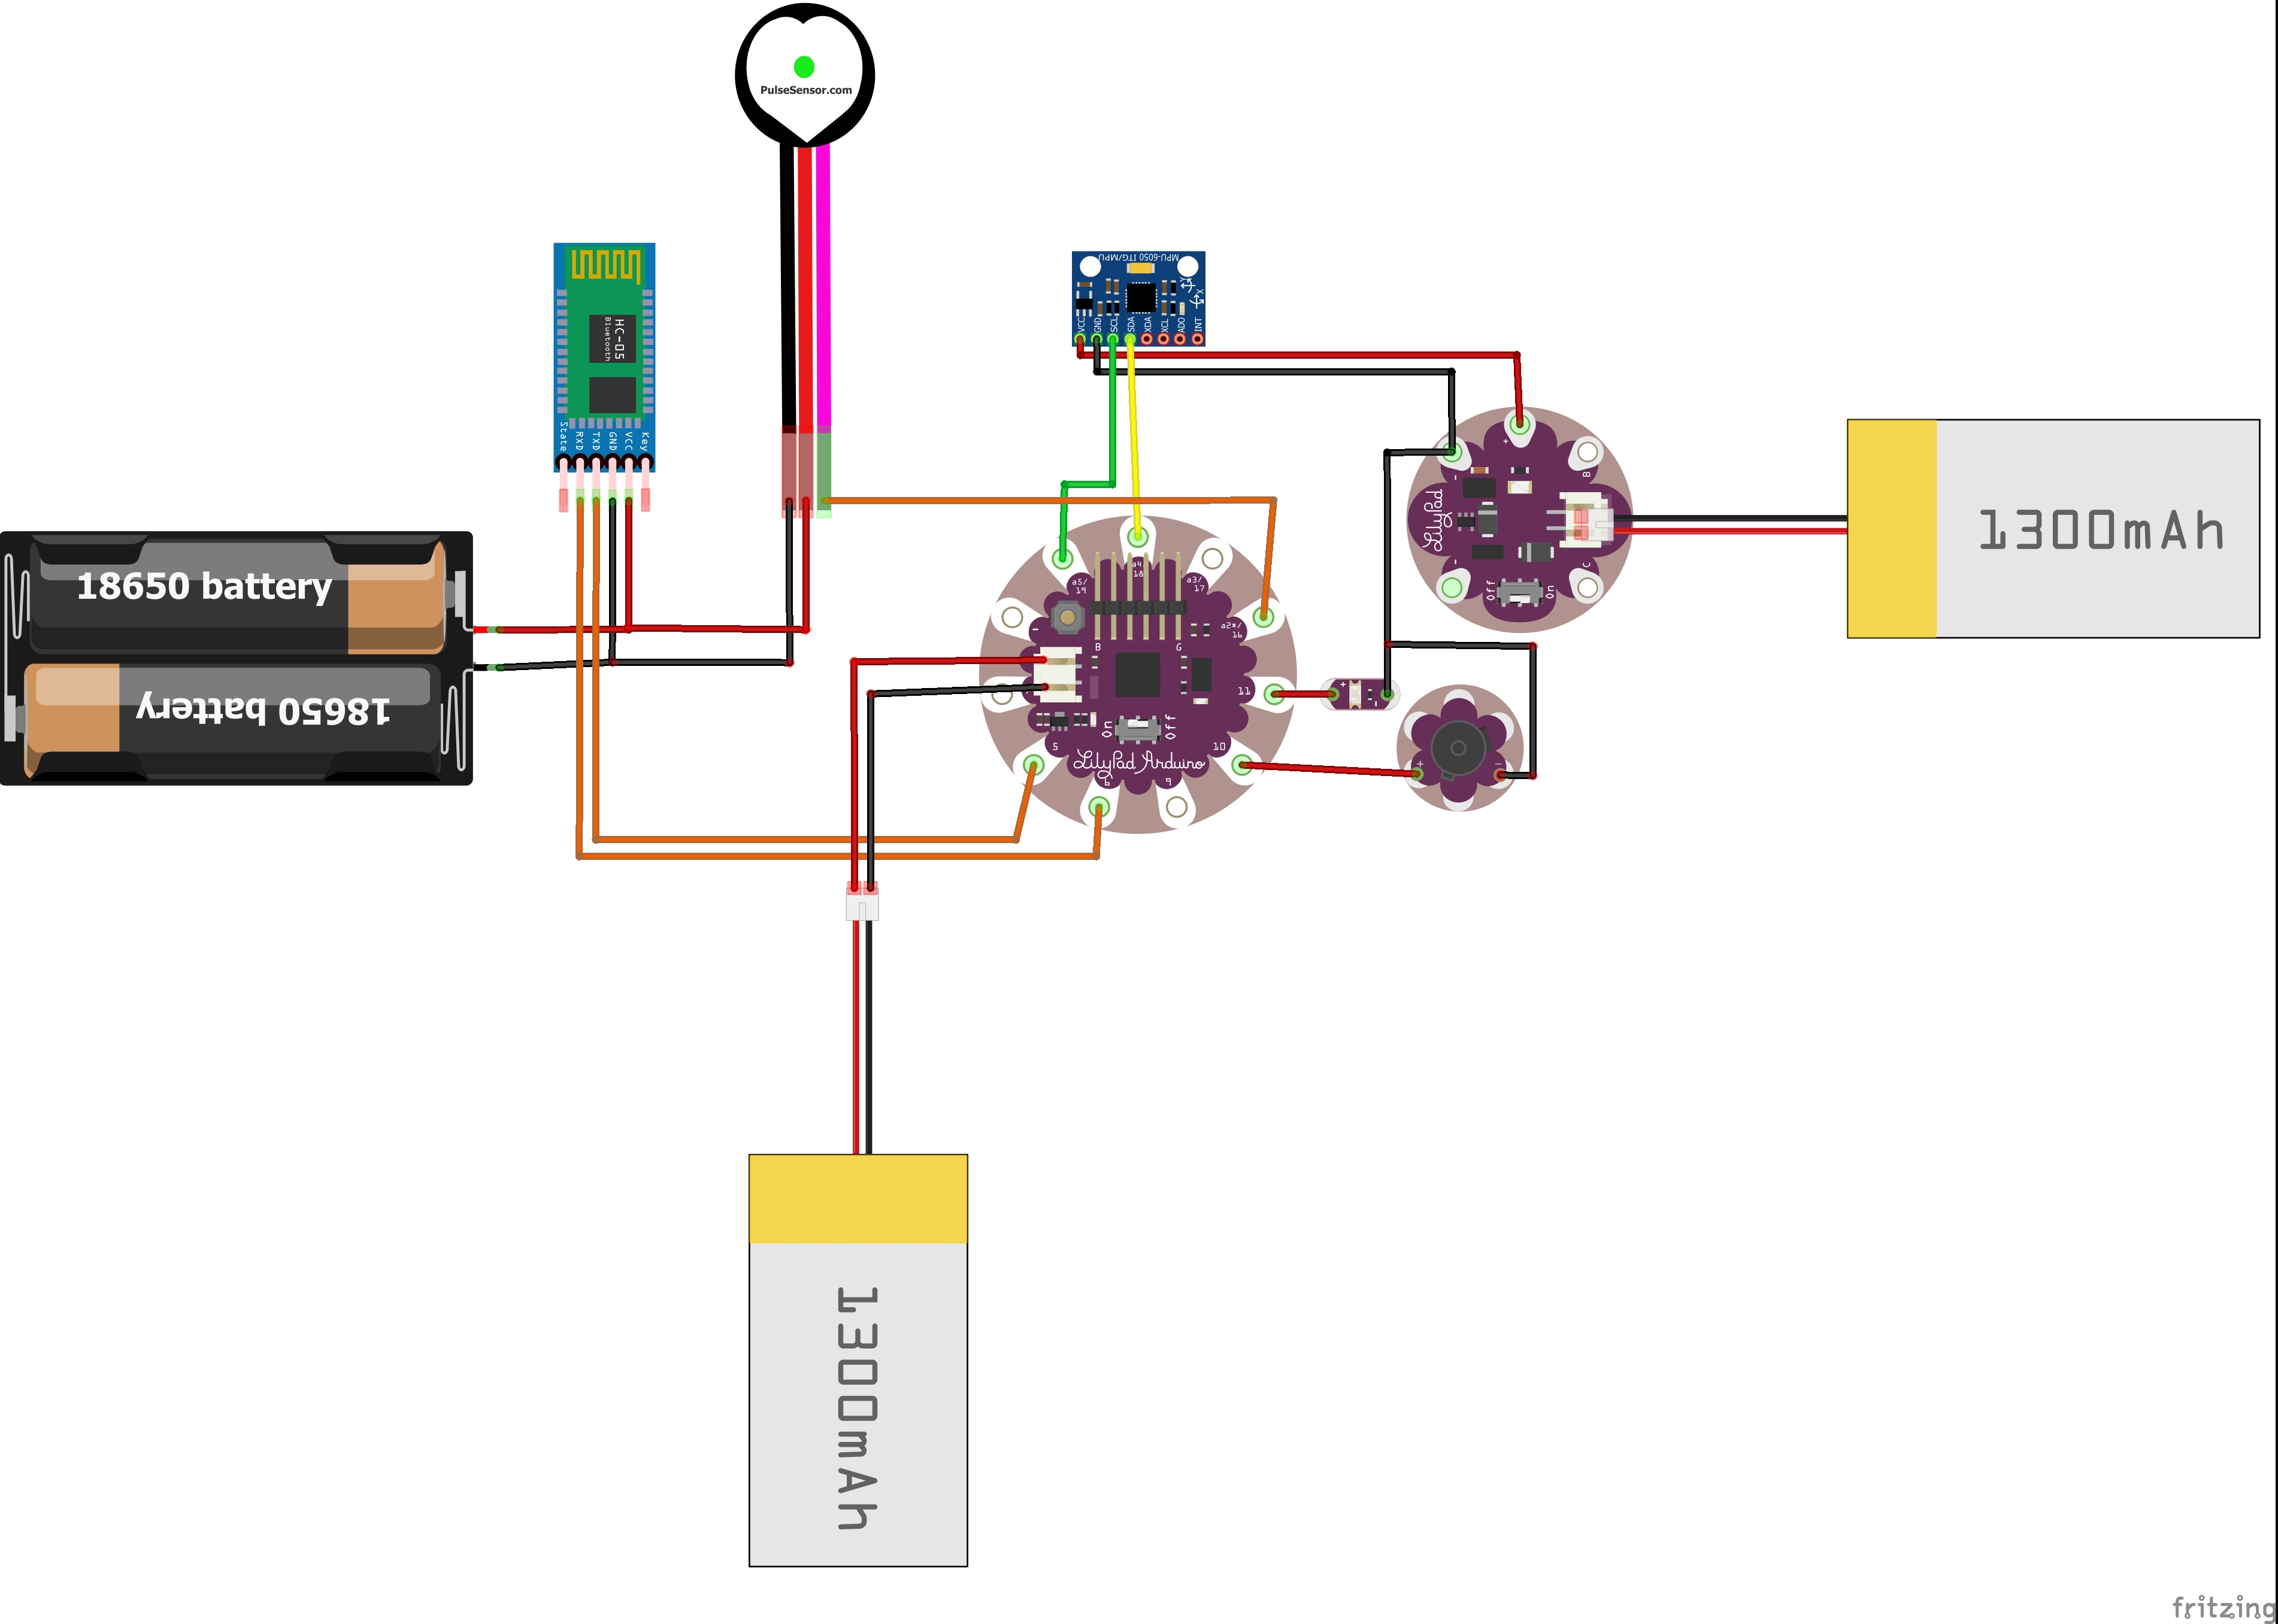 PulseSensor.com
HC-05
Bluetooth
State
RXD
TXD
GND
VCC
Key
MPU-6050 ITG/MPU
Y
X
VCC
GND
SCL
SDA
XDA
XCL
ADO
INT
18650 battery
18650 battery
a5/
19
a4/
18
a3/
17
a2*/
16
-
B
G
11
10
9
6
5
On
Off
LilyPad Arduino
+
-
+
-
LilyPad
+
-
-
B
C
Off
On
1300mAh
1300mAh
fritzing